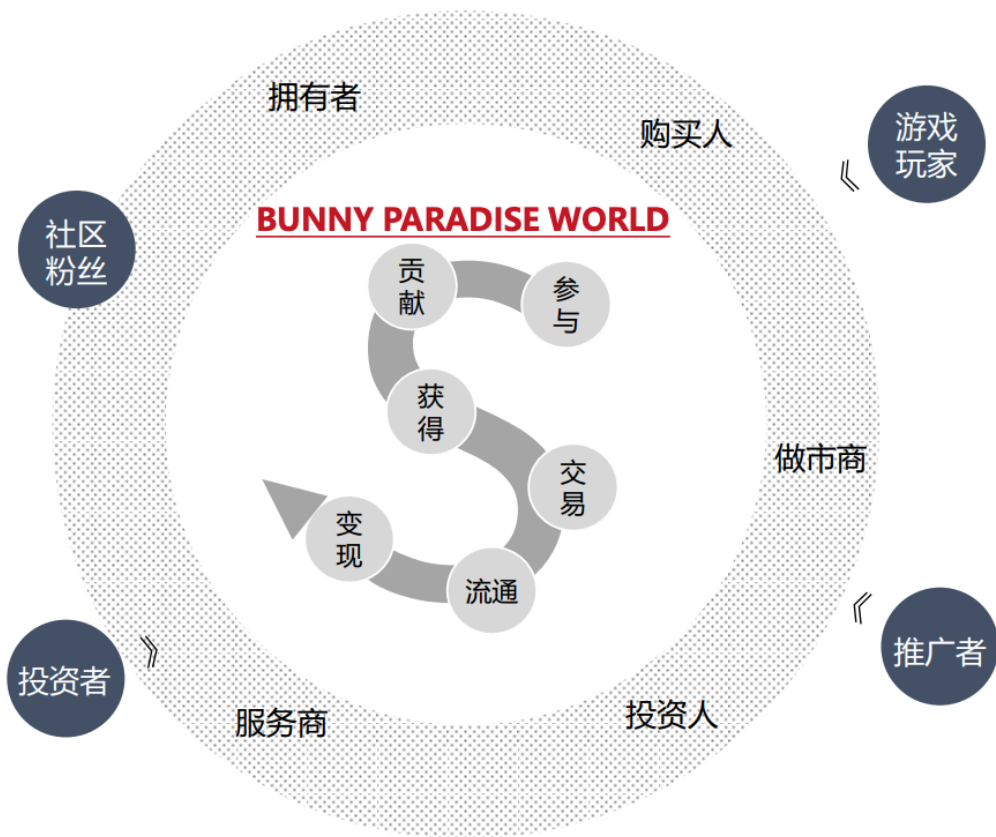 拥有者
购买人
游戏
玩家
社区
粉丝
BUNNY PARADISE WORLD
贡
献
参
与
获
得
交
易
做市商
变
现
流通
投资者
推广者
服务商
投资人